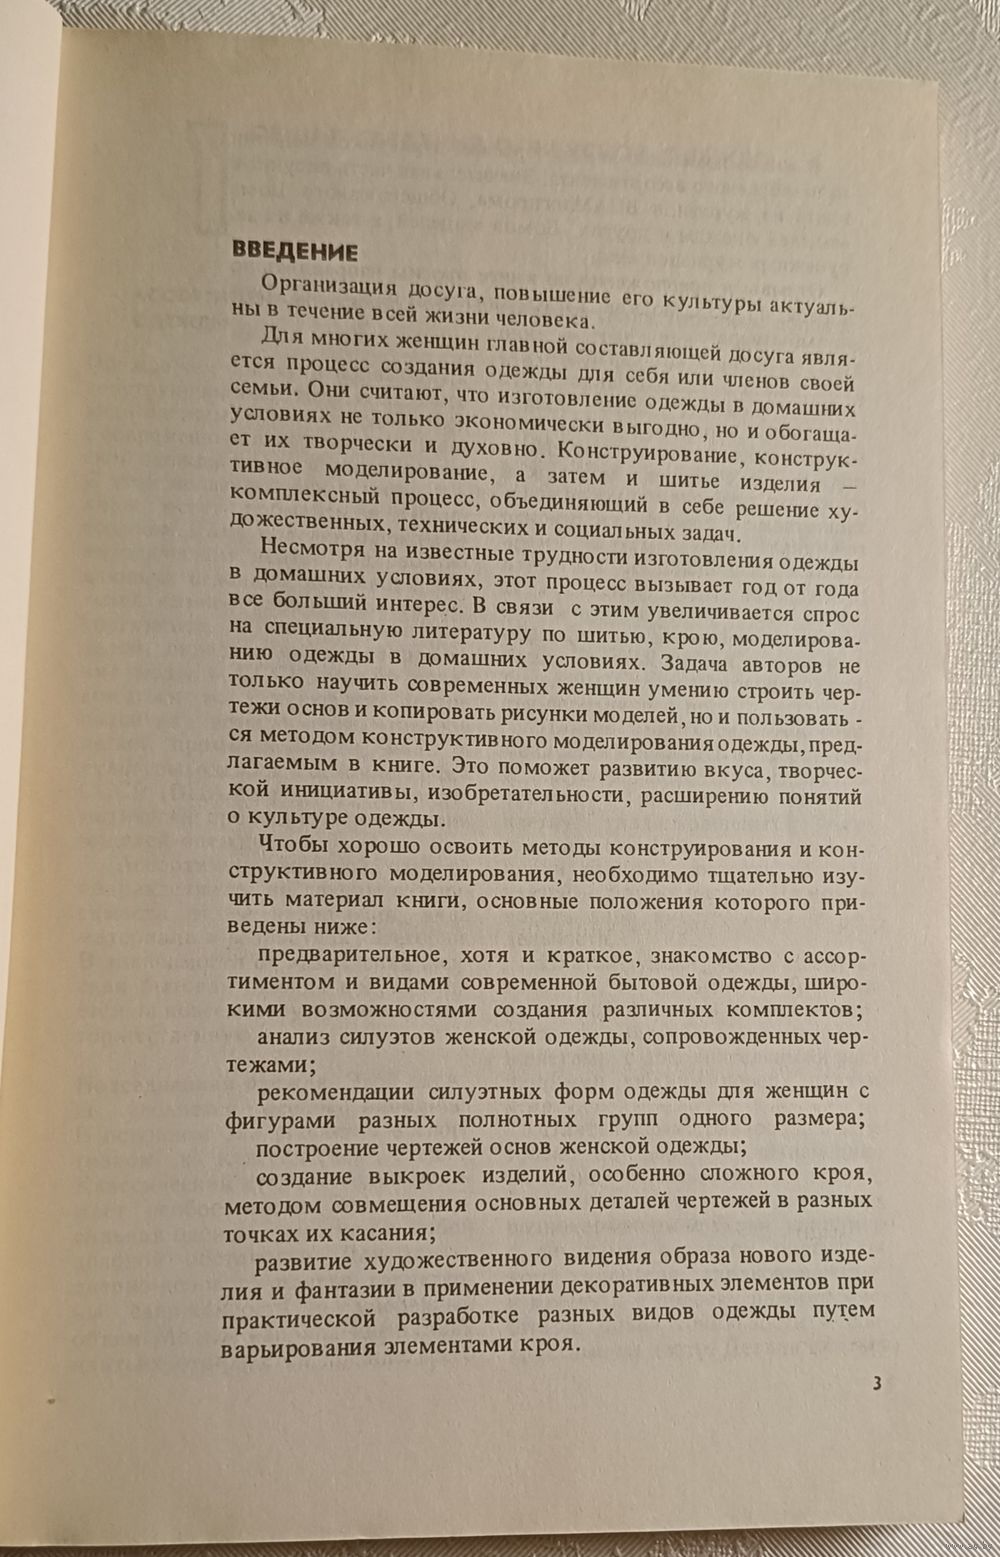 ВВЕДЕНИЕ
Организация досуга, повышение его культуры актуаль-
ны в течение всей жизни человека.
Для многих женщин главной составляющей досуга явля-
ется процесс создания одежды для себя или членов своей
семьи. Они считают, что изготовление одежды в домашних
условиях не только экономически выгодно, но и обогаща-
ет их творчески и духовно. Конструирование, конструк-
тивное моделирование, а затем и шитье изделия —
комплексный процесс, объединяющий в себе решение ху-
дожественных, технических и социальных задач.
Несмотря на известные трудности изготовления одежды
в домашних условиях, этот процесс вызывает год от года
все больший интерес. В связи с этим увеличивается спрос
на специальную литературу по шитью, крою, моделирова-
нию одежды в домашних условиях. Задача авторов не
только научить современных женщин умению строить чер-
тежи основ и копировать рисунки моделей, но и пользовать -
ся методом конструктивного моделирования одежды, пред-
лагаемым в книге. Это поможет развитию вкуса, творчес-
кой инициативы, изобретательности, расширению понятий
о культуре одежды.
Чтобы хорошо освоить методы конструирования и кон-
структивного моделирования, необходимо тщательно изу-
чить материал книги, основные положения которого при-
ведены ниже:
предварительное, хотя и краткое, знакомство с ассор-
тиментом и видами современной бытовой одежды, широ-
кими возможностями создания различных комплектов;
анализ силуэтов женской одежды, сопровожденных чер-
тежами;
рекомендации силуэтных форм одежды для женщин с
фигурами разных полнотных групп одного размера;
построение чертежей основ женской одежды;
создание выкроек изделий, особенно сложного кроя,
методом совмещения основных деталей чертежей в разных
точках их касания;
развитие художественного видения образа нового изде-
лия и фантазии в применении декоративных элементов при
практической разработке разных видов одежды путем
варьирования элементами кроя.
3